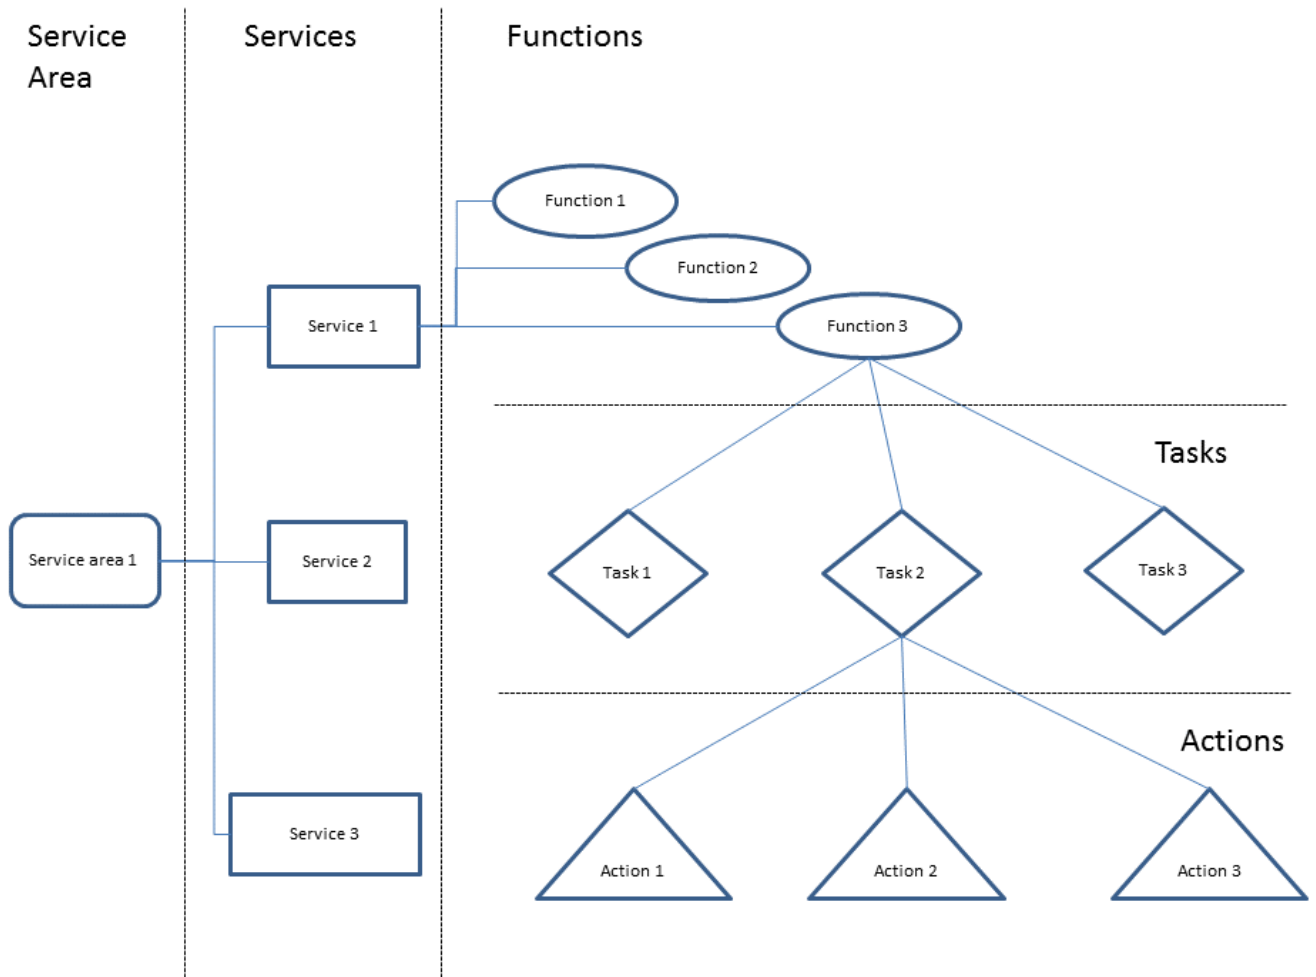 Service
Area
Services
Functions
Function 1
Function 2
Service 1
Function 3
Tasks
Service area 1
Service 2
Task 1
Task 2
Task 3
Actions
Service 3
Action 1
Action 2
Action 3